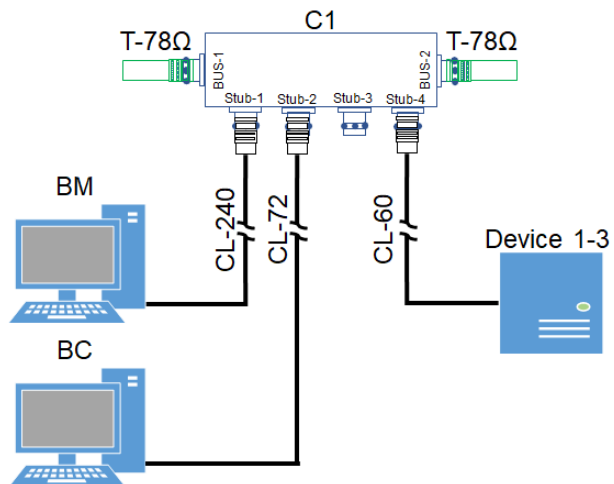 C1
T-78Ω
T-78Ω
BUS-1
BUS-2
Stub-1
Stub-2
Stub-3
Stub-4
BM
CL-240
CL-72
CL-60
Device 1-3
BC